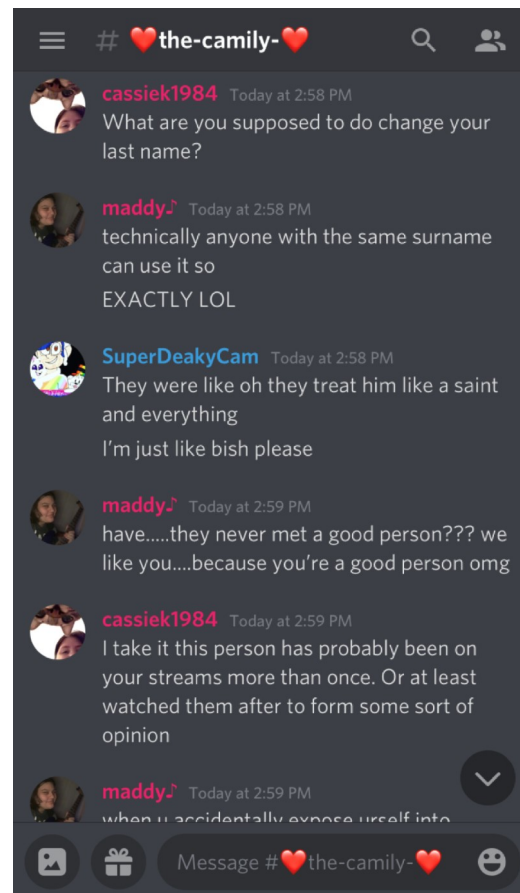 # ❤️the-camily-❤️
cassiek1984 Today at 2:58 PM
What are you supposed to do change your
last name?
maddy♪ Today at 2:58 PM
technically anyone with the same surname
can use it so
EXACTLY LOL
SuperDeakyCam Today at 2:58 PM
They were like oh they treat him like a saint
and everything
I'm just like bish please
maddy♪ Today at 2:59 PM
have.....they never met a good person??? we
like you....because you're a good person omg
cassiek1984 Today at 2:59 PM
I take it this person has probably been on
your streams more than once. Or at least
watched them after to form some sort of
opinion
maddy♪ Today at 2:59 PM
when u accidentally expose urself into
Message #❤️the-camily-❤️